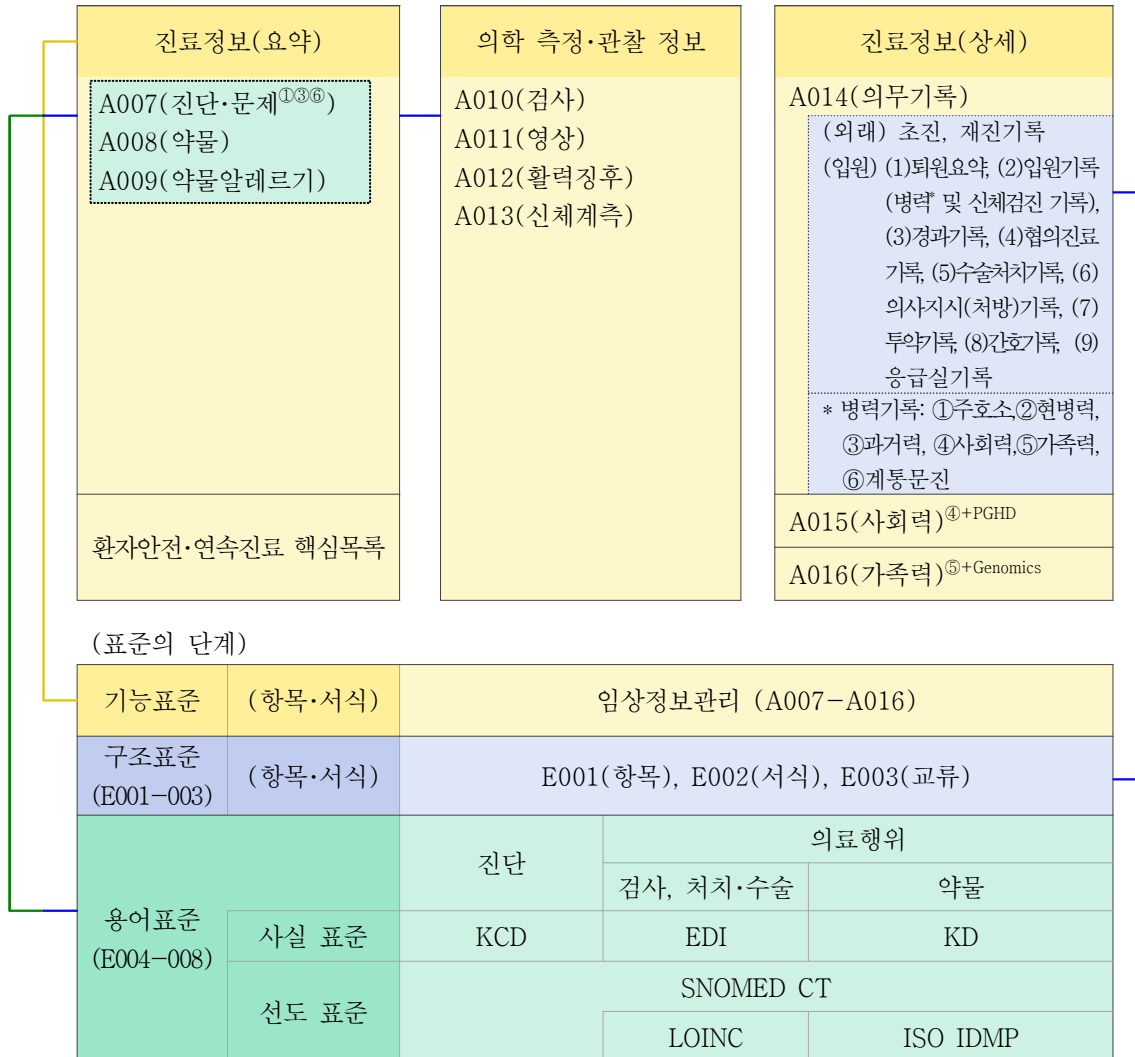 진료정보(요약)
A007(진단·문제①③⑥)
A008(약물)
A009(약물알레르기)
환자안전·연속진료 핵심목록
의학 측정·관찰 정보
A010(검사)
A011(영상)
A012(활력징후)
A013(신체계측)
진료정보(상세)
A014(의무기록)
(외래) 초진, 재진기록
(입원) (1)퇴원요약, (2)입원기록
(병력* 및 신체검진 기록),
(3)경과기록, (4)협의진료
기록, (5)수술처치기록, (6)
의사지시(처방)기록, (7)
투약기록, (8)간호기록, (9)
응급실기록
* 병력기록: ①주호소,②현병력,
③과거력, ④사회력,⑤가족력,
⑥계통문진
A015(사회력)④+PGHD
A016(가족력)⑤+Genomics
(표준의 단계)
기능표준 (항목·서식) 임상정보관리 (A007-A016)
구조표준
(E001-003) (항목·서식) E001(항목), E002(서식), E003(교류)
용어표준
(E004-008)
진단 의료행위
검사, 처치·수술 약물
사실 표준 KCD EDI KD
선도 표준 SNOMED CT
LOINC ISO IDMP